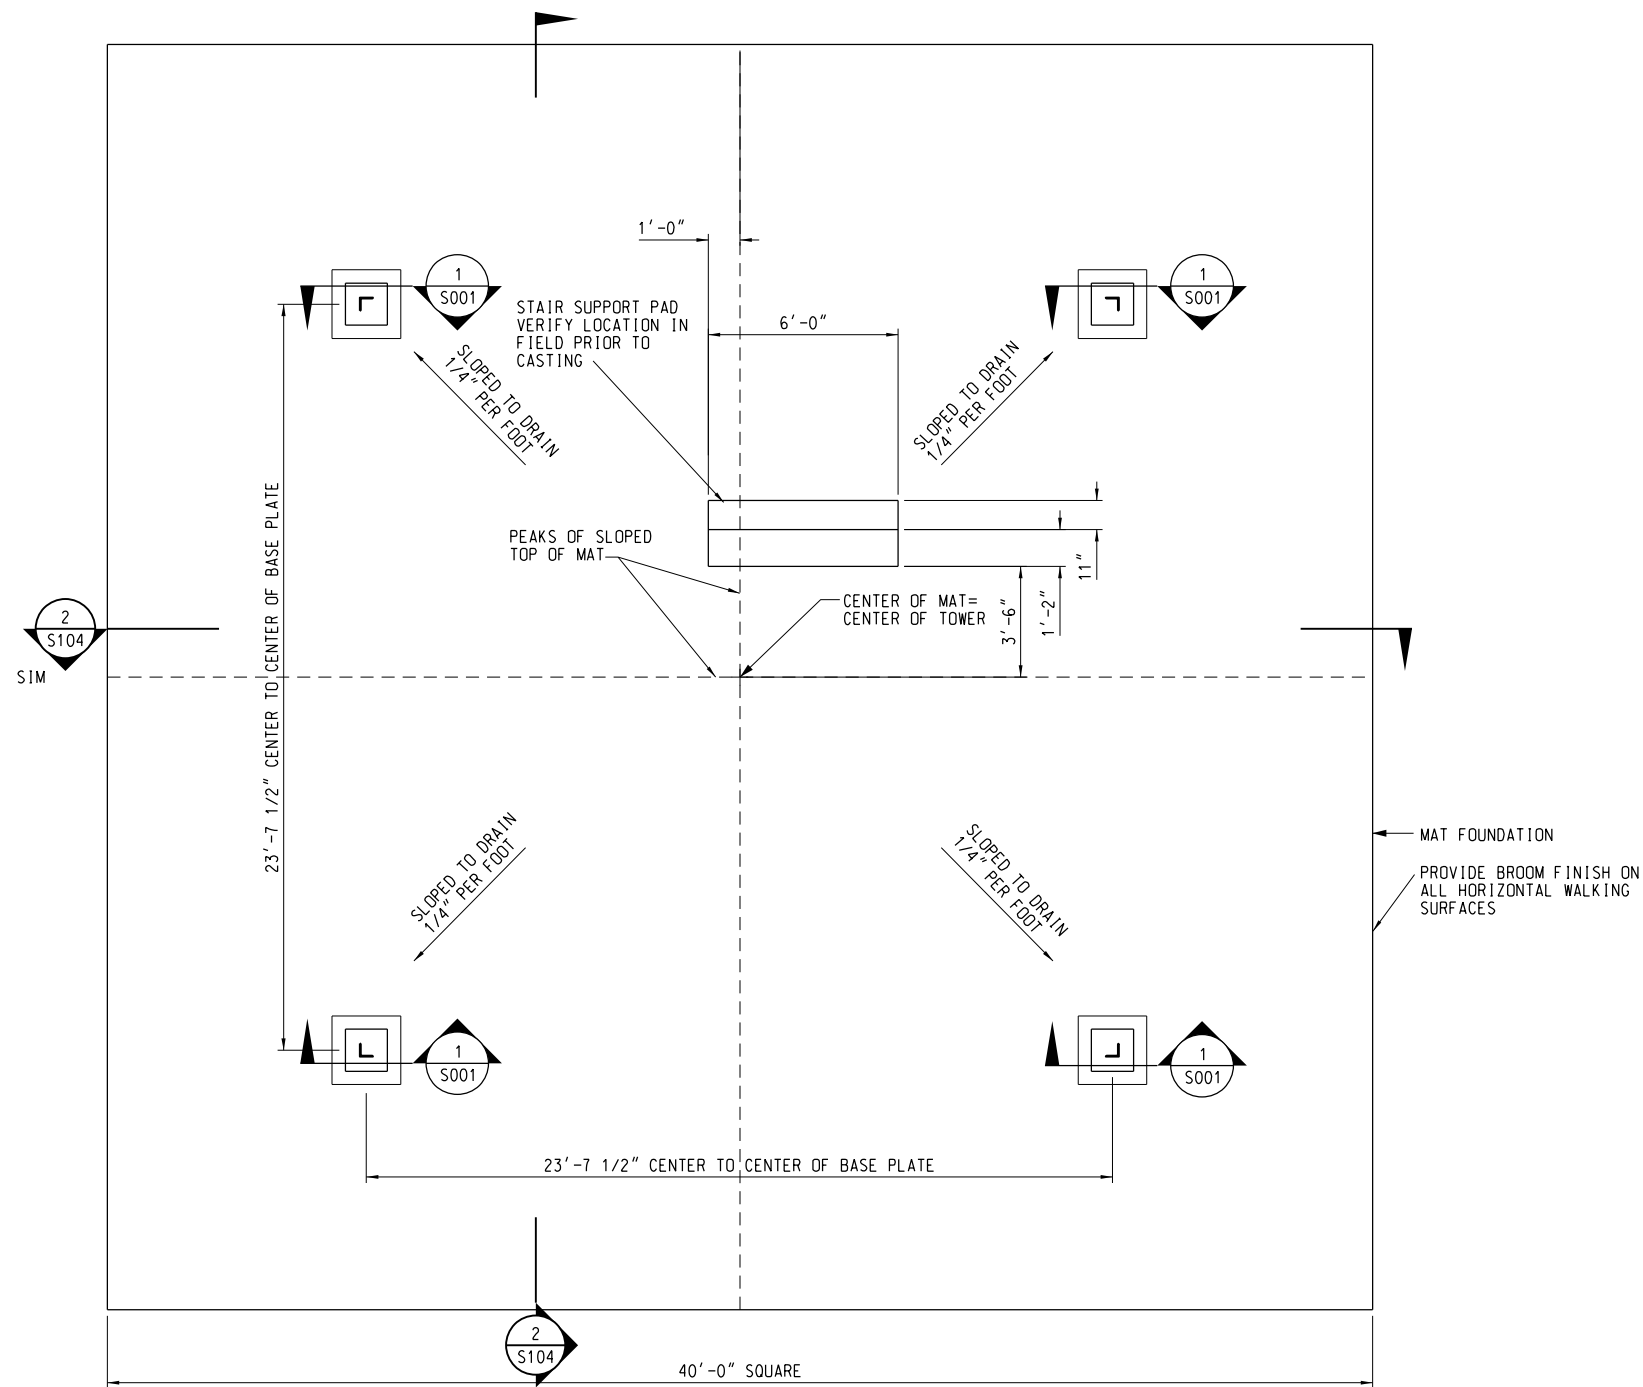 1'-0"
1
S001
1
S001
STAIR SUPPORT PAD
VERIFY LOCATION IN
FIELD PRIOR TO
CASTING
6'-0"
SLOPED TO DRAIN
1/4" PER FOOT
SLOPED TO DRAIN
1/4" PER FOOT
23'-7 1/2" CENTER TO CENTER OF BASE PLATE
PEAKS OF SLOPED
TOP OF MAT
11"
1'-2"
3'-6"
CENTER OF MAT=
CENTER OF TOWER
2
S104
SIM
SLOPED TO DRAIN
1/4" PER FOOT
SLOPED TO DRAIN
1/4" PER FOOT
MAT FOUNDATION
PROVIDE BROOM FINISH ON
ALL HORIZONTAL WALKING
SURFACES
1
S001
1
S001
23'-7 1/2" CENTER TO CENTER OF BASE PLATE
2
S104
40'-0" SQUARE